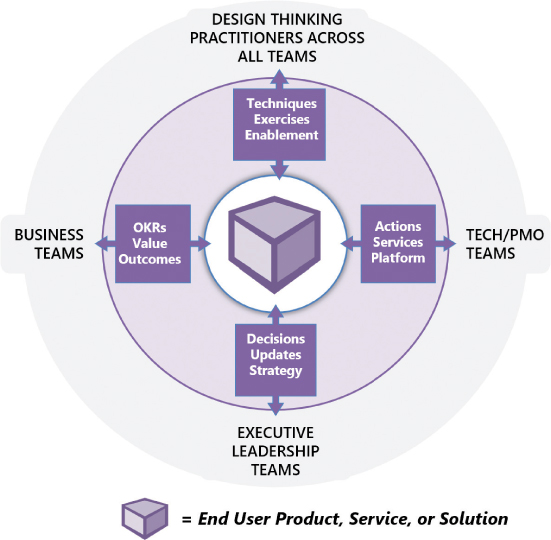 DESIGN THINKING
PRACTITIONERS ACROSS
ALL TEAMS
Techniques
Exercises
Enablement
BUSINESS
TEAMS
OKRs
Value
Outcomes
Actions
Services
Platform
TECH/PMO
TEAMS
Decisions
Updates
Strategy
EXECUTIVE
LEADERSHIP
TEAMS
= End User Product, Service, or Solution